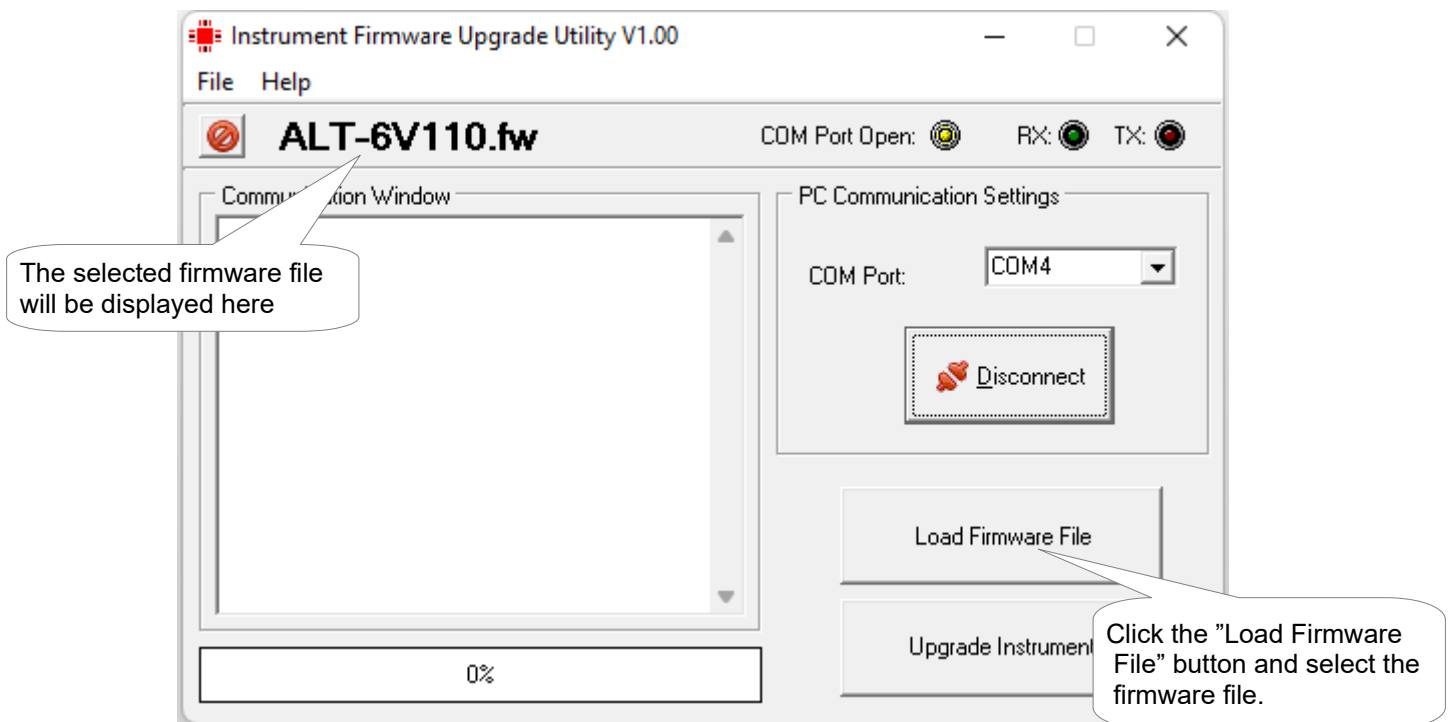 Instrument Firmware Upgrade Utility V1.00
File Help
ALT-6V110.fw COM Port Open: RX: TX:
Communication Window
PC Communication Settings
The selected firmware file
will be displayed here
COM Port: COM4
Disconnect
Load Firmware File
Upgrade Instrument
Click the ”Load Firmware
File” button and select the
firmware file.
0%